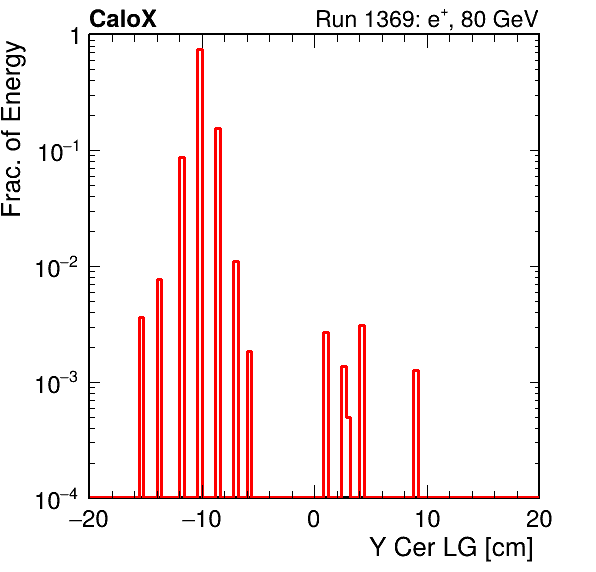 CaloX Run 1369: e⁺, 80 GeV
Frac. of Energy
1
10⁻¹
10⁻²
10⁻³
10⁻⁴
−20 −10 0 10 20
Y Cer LG [cm]